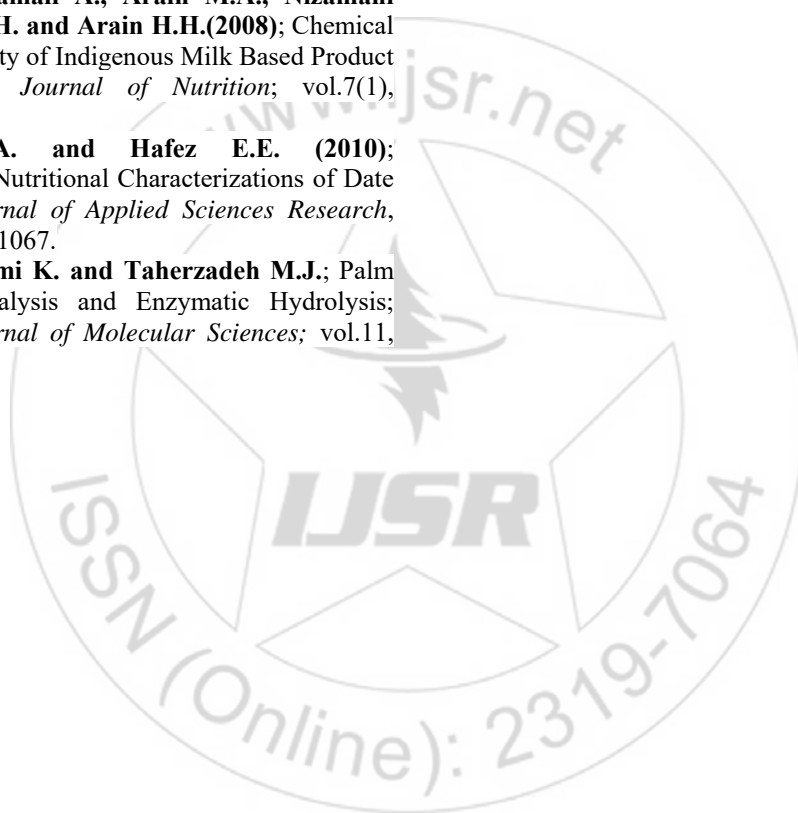 A., Arain M.A., Nizamani
H. and Arain H.H.(2008); Chemical
ty of Indigenous Milk Based Product
Journal of Nutrition; vol.7(1),
A. and Hafez E.E. (2010);
Nutritional Characterizations of Date
rnal of Applied Sciences Research,
1067.
mi K. and Taherzadeh M.J.; Palm
alysis and Enzymatic Hydrolysis;
rnal of Molecular Sciences; vol.11,
www.ijsr.net
IJSR
ISSN (Online): 2319-7064